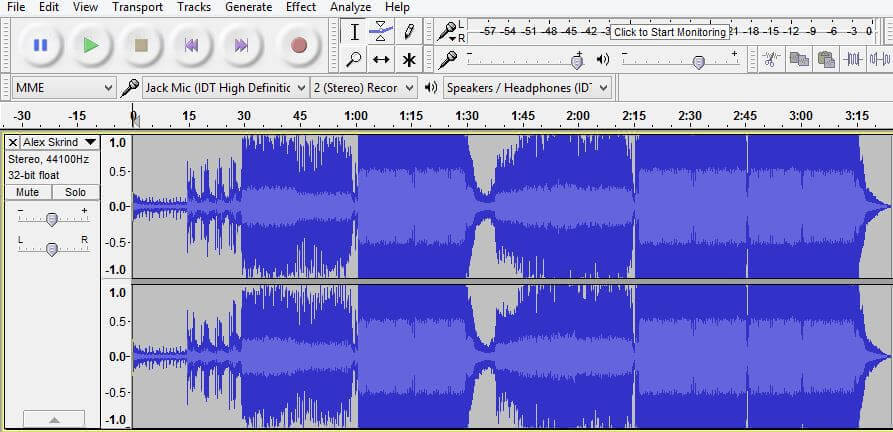 File Edit View Transport Tracks Generate Effect Analyze Help
L
R
-57 -54 -51 -48 -45 -42 -3 Click to Start Monitoring 21 -18 -15 -12 -9 -6 -3 0
- +
- +
MME Jack Mic (IDT High Definitic 2 (Stereo) Recor Speakers / Headphones (IDT
-30 -15 0 15 30 45 1:00 1:15 1:30 1:45 2:00 2:15 2:30 2:45 3:00 3:15
X Alex Skrind
Stereo, 44100Hz
32-bit float
Mute Solo
- +
L R
1.0
0.5
0.0
-0.5
-1.0
1.0
0.5
0.0
-0.5
-1.0